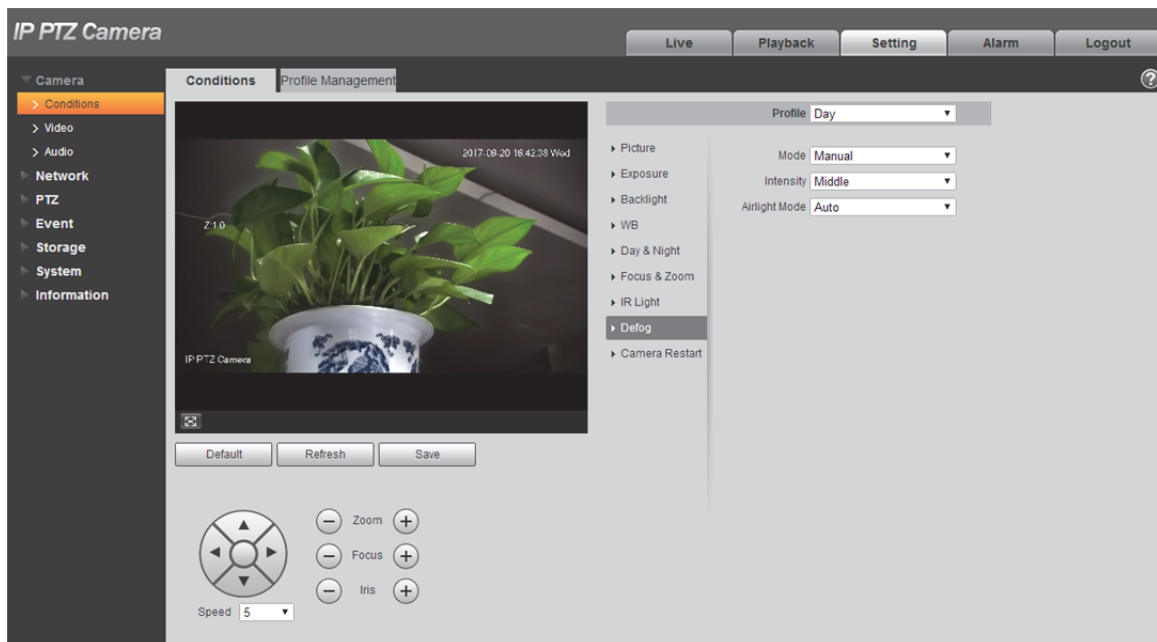 IP PTZ Camera
Live
Playback
Setting
Alarm
Logout
Camera
Conditions
Video
Audio
Network
PTZ
Event
Storage
System
Information
Conditions
Profile Management
?
2017-09-20 16:42:38 Wed
Z:1.0
IP PTZ Camera
Default
Refresh
Save
Zoom
Focus
Iris
Speed 5
Profile Day
Picture
Exposure
Backlight
WB
Day & Night
Focus & Zoom
IR Light
Defog
Camera Restart
Mode Manual
Intensity Middle
Airlight Mode Auto